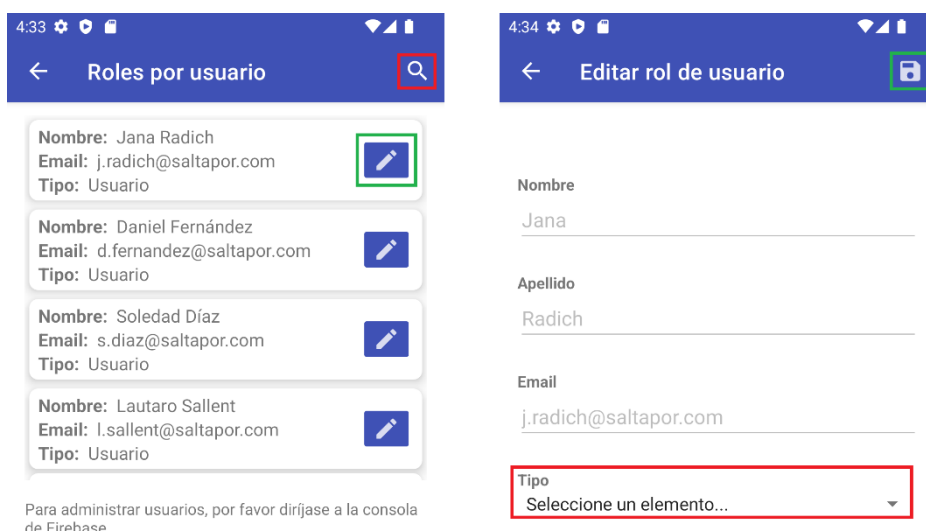 4:33
Roles por usuario
Nombre: Jana Radich
Email: j.radich@saltapor.com
Tipo: Usuario
Nombre: Daniel Fernández
Email: d.fernandez@saltapor.com
Tipo: Usuario
Nombre: Soledad Díaz
Email: s.diaz@saltapor.com
Tipo: Usuario
Nombre: Lautaro Sallent
Email: l.sallent@saltapor.com
Tipo: Usuario
Para administrar usuarios, por favor diríjase a la consola
de Firebase
4:34
Editar rol de usuario
Nombre
Jana
Apellido
Radich
Email
j.radich@saltapor.com
Tipo
Seleccione un elemento...